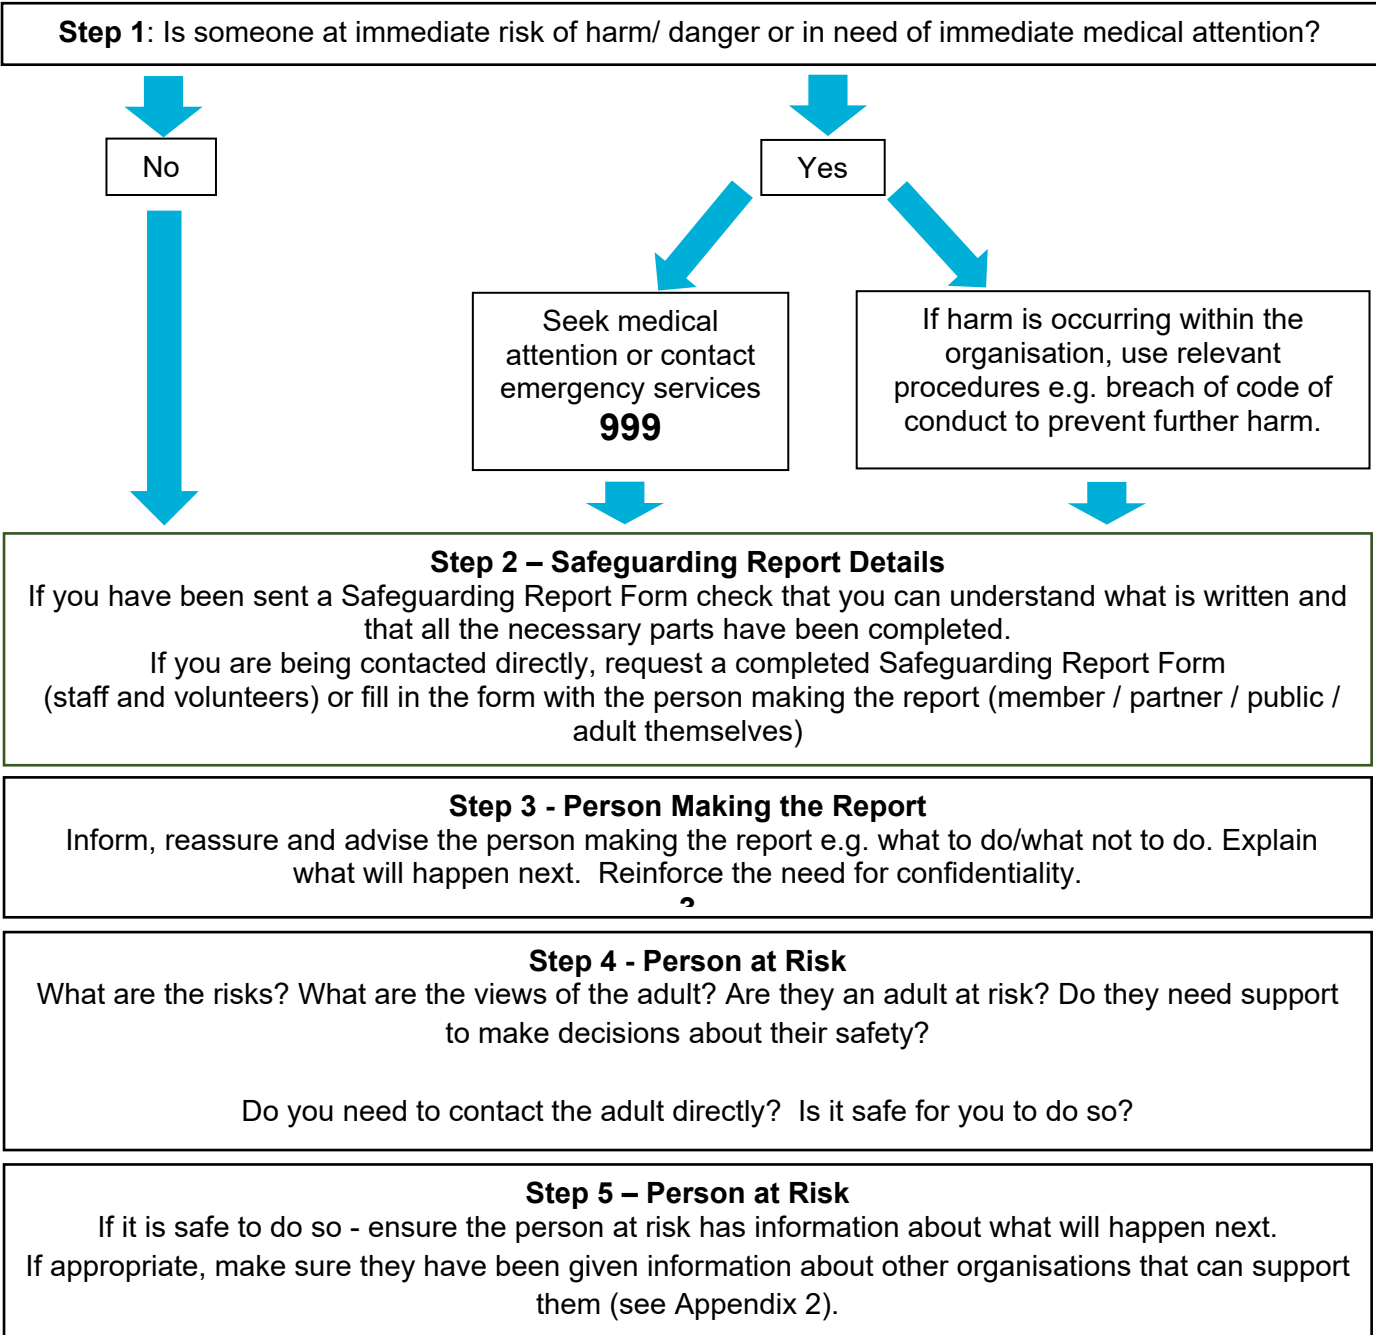 Step 1: Is someone at immediate risk of harm/ danger or in need of immediate medical attention?
No
Yes
Seek medical
attention or contact
emergency services
999
If harm is occurring within the
organisation, use relevant
procedures e.g. breach of code of
conduct to prevent further harm.
Step 2 – Safeguarding Report Details
If you have been sent a Safeguarding Report Form check that you can understand what is written and
that all the necessary parts have been completed.
If you are being contacted directly, request a completed Safeguarding Report Form
(staff and volunteers) or fill in the form with the person making the report (member / partner / public /
adult themselves)
Step 3 - Person Making the Report
Inform, reassure and advise the person making the report e.g. what to do/what not to do. Explain
what will happen next.  Reinforce the need for confidentiality.
Step 4 - Person at Risk
What are the risks? What are the views of the adult? Are they an adult at risk? Do they need support
to make decisions about their safety?
Do you need to contact the adult directly?  Is it safe for you to do so?
Step 5 – Person at Risk
If it is safe to do so - ensure the person at risk has information about what will happen next.
If appropriate, make sure they have been given information about other organisations that can support
them (see Appendix 2).